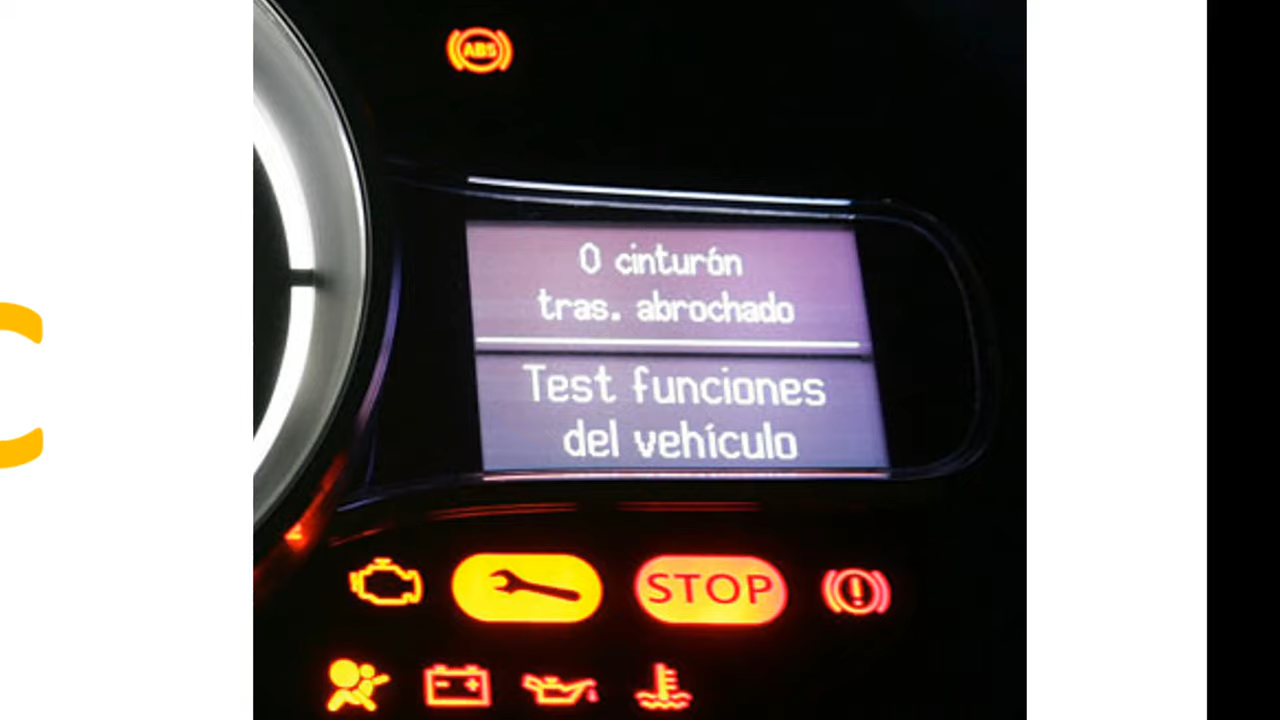 ABS
0 cinturón
tras. abrochado
Test funciones
del vehículo
STOP